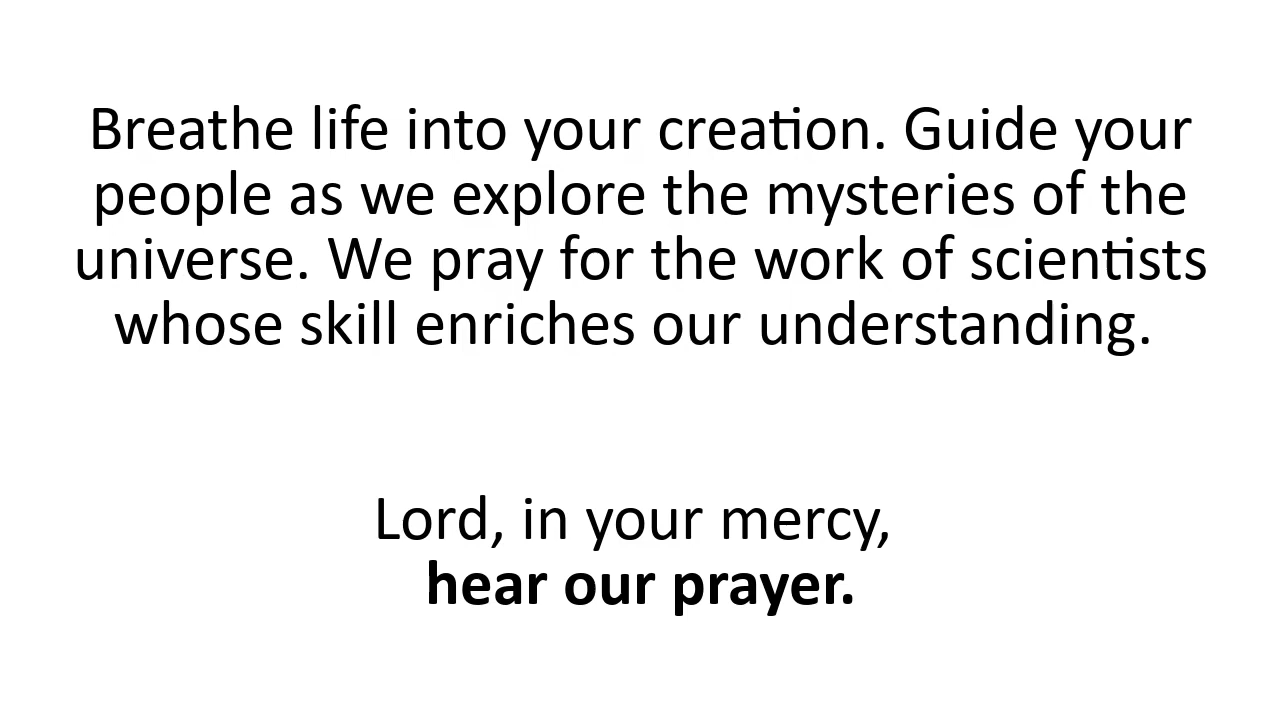 Breathe life into your creation. Guide your
people as we explore the mysteries of the
universe. We pray for the work of scientists
whose skill enriches our understanding.
Lord, in your mercy,
hear our prayer.